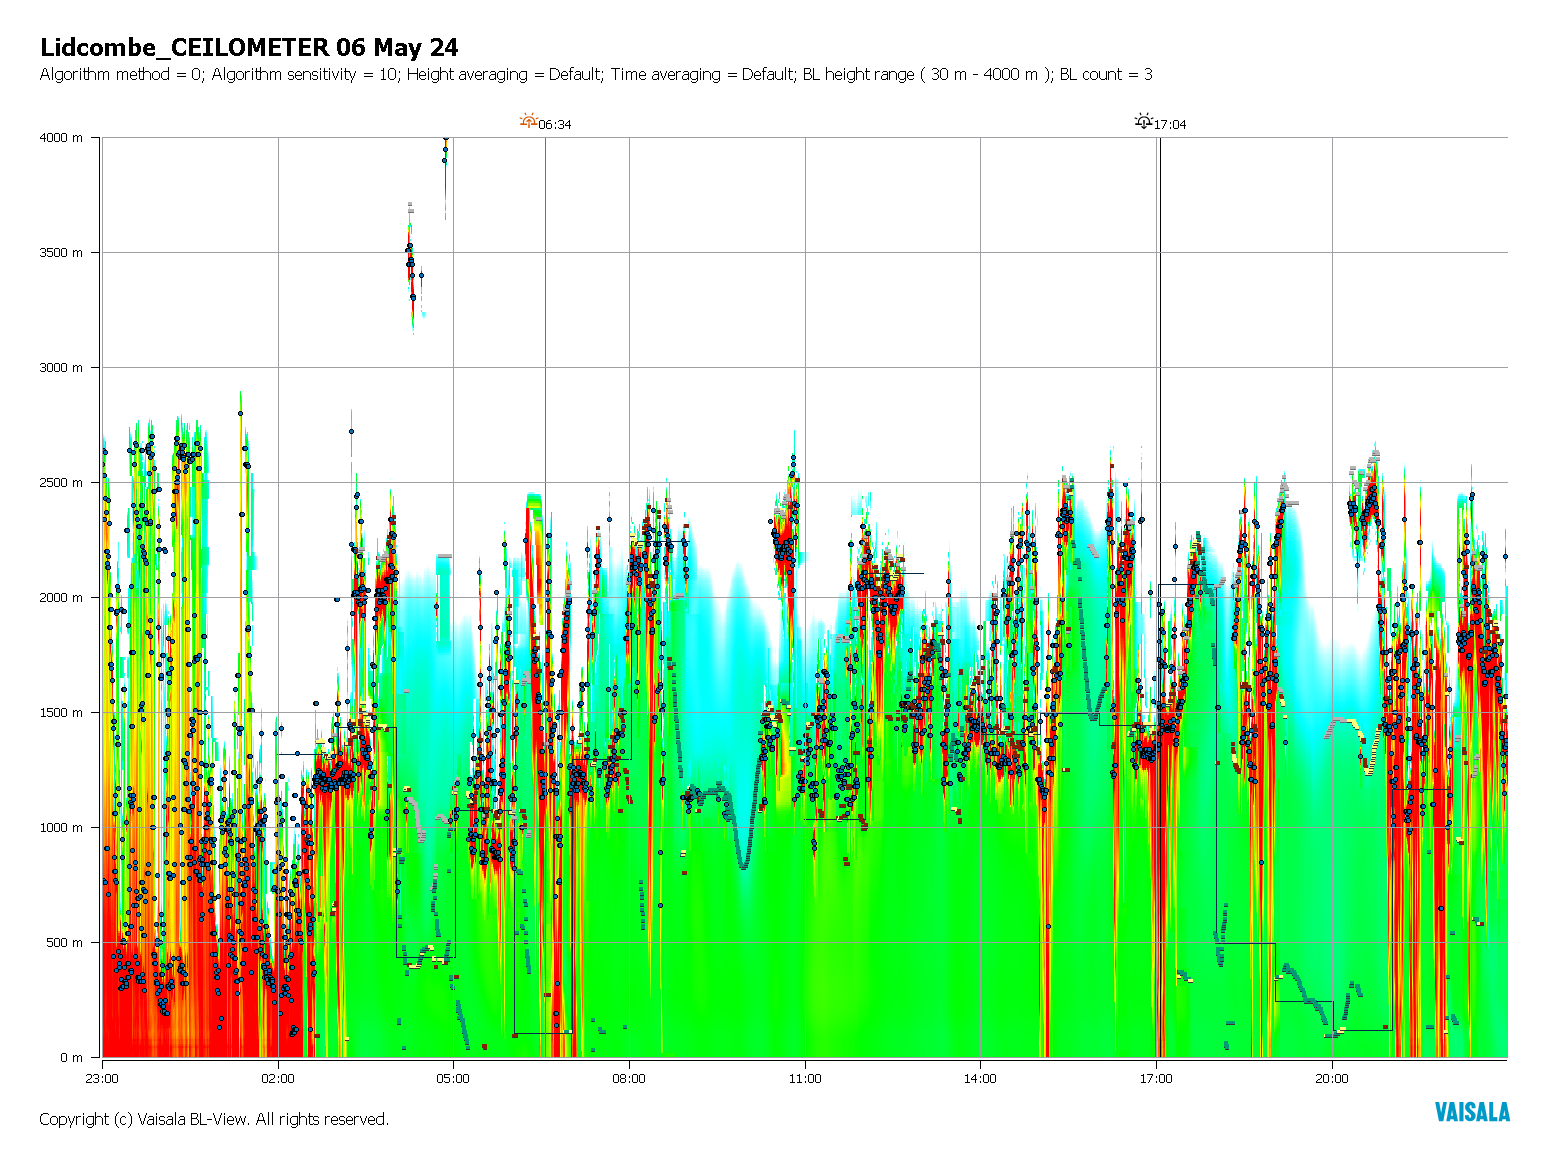 Lidcombe_CEILOMETER 06 May 24
Algorithm method = 0; Algorithm sensitivity = 10; Height averaging = Default; Time averaging = Default; BL height range ( 30 m - 4000 m ); BL count = 3
06:34
17:04
4000 m
3500 m
3000 m
2500 m
2000 m
1500 m
1000 m
500 m
0 m
23:00 02:00 05:00 08:00 11:00 14:00 17:00 20:00
Copyright (c) Vaisala BL-View. All rights reserved.
VAISALA